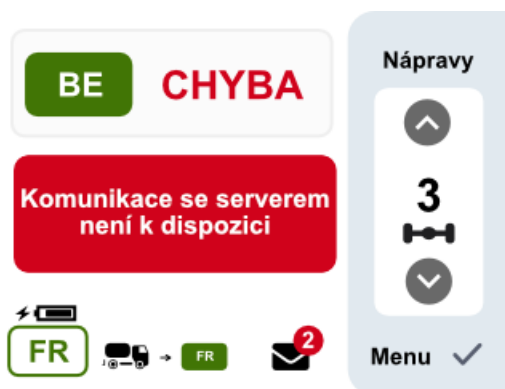 BE CHYBA
Komunikace se serverem
není k dispozici
FR
FR
2
Nápravy
3
Menu